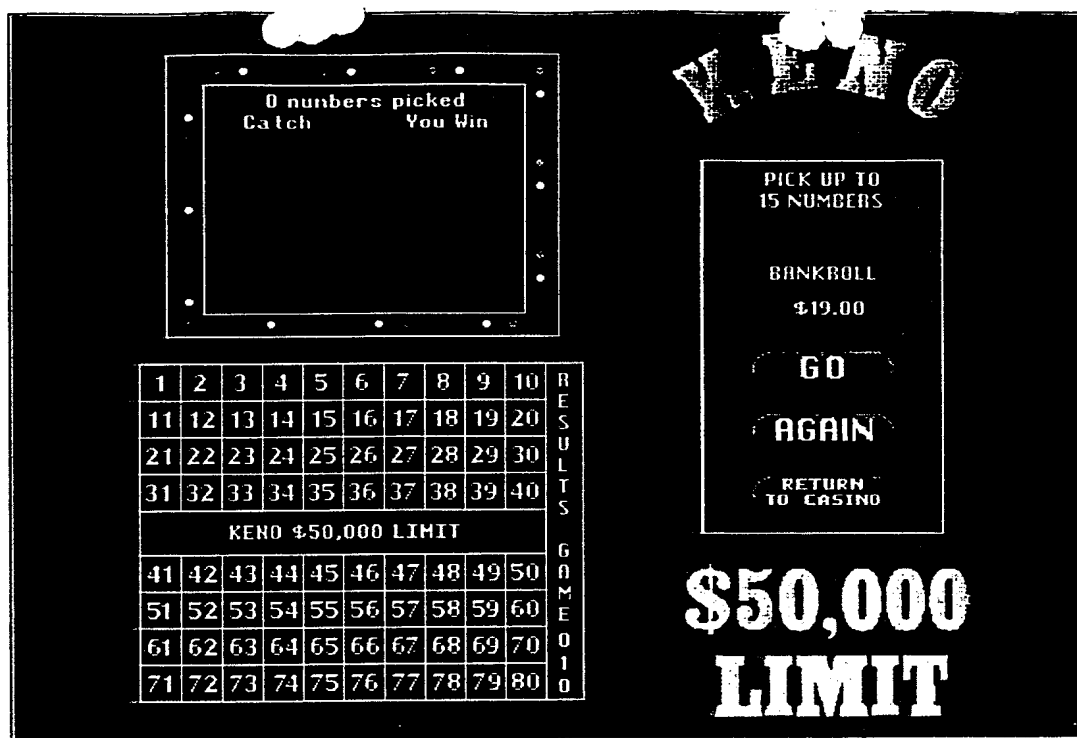 0 numbers picked
Catch You Win
1 2 3 4 5 6 7 8 9 10
11 12 13 14 15 16 17 18 19 20
21 22 23 24 25 26 27 28 29 30
31 32 33 34 35 36 37 38 39 40
KENO $50,000 LIMIT
41 42 43 44 45 46 47 48 49 50
51 52 53 54 55 56 57 58 59 60
61 62 63 64 65 66 67 68 69 70
71 72 73 74 75 76 77 78 79 80
RESULTS GAME 010
KENO
PICK UP TO
15 NUMBERS
BANKROLL
$19.00
GO
AGAIN
RETURN
TO CASINO
$50,000
LIMIT